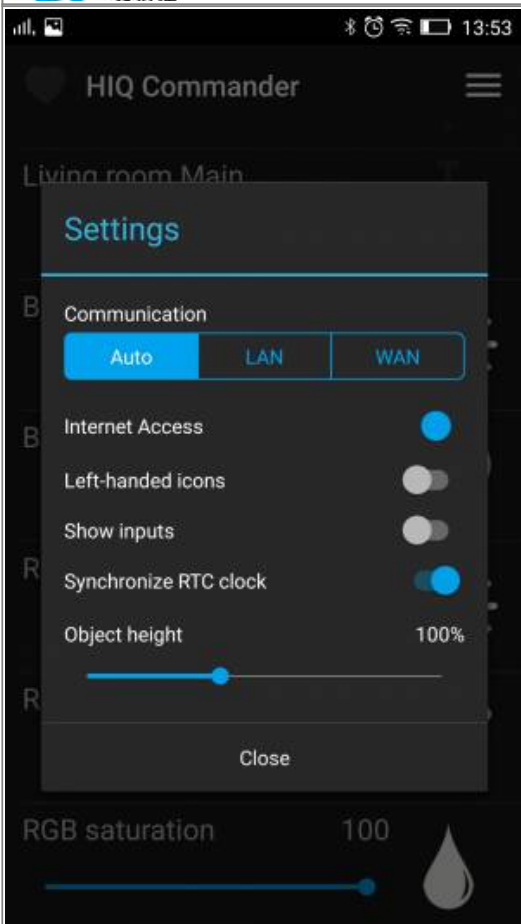 13:53
HIQ Commander
Living room Main
Settings
B
Communication
Auto LAN WAN
B
Internet Access
Left-handed icons
Show inputs
R
Synchronize RTC clock
Object height 100%
R
Close
RGB saturation 100